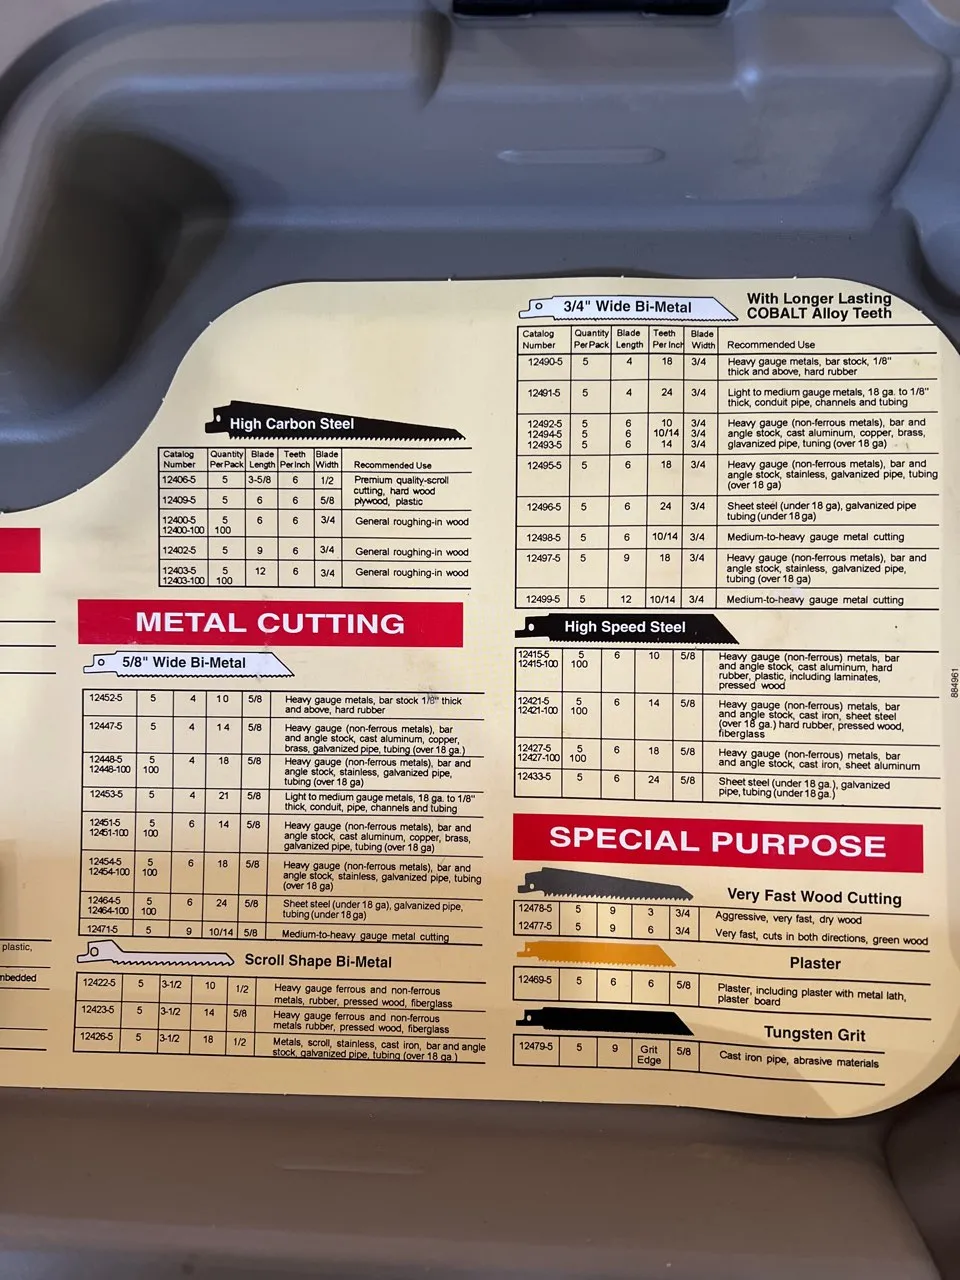 plastic,
mbedded
High Carbon Steel
Catalog Number Quantity Per Pack Blade Length Teeth Per Inch Blade Width Recommended Use
12406-5 5 3-5/8 6 1/2 Premium quality-scroll
cutting, hard wood
12409-5 5 6 6 5/8 plywood, plastic
12400-5 5 6 6 3/4 General roughing-in wood
12400-100 100
12402-5 5 9 6 3/4 General roughing-in wood
12403-5 5 12 6 3/4 General roughing-in wood
12403-100 100
METAL CUTTING
5/8" Wide Bi-Metal
12452-5 5 4 10 5/8 Heavy gauge metals, bar stock 1/8" thick
and above, hard rubber
12447-5 5 4 14 5/8 Heavy gauge (non-ferrous metals), bar
and angle stock, cast aluminum, copper,
brass, galvanized pipe, tubing (over 18 ga.)
12448-5 5 4 18 5/8 Heavy gauge (non-ferrous metals), bar and
12448-100 100 angle stock, stainless, galvanized pipe,
tubing (over 18 ga)
12453-5 5 4 21 5/8 Light to medium gauge metals, 18 ga. to 1/8"
thick, conduit, pipe, channels and tubing
12451-5 5 6 14 5/8 Heavy gauge (non-ferrous metals), bar and
12451-100 100 angle stock, cast aluminum, copper, brass,
galvanized pipe, tubing (over 18 ga)
12454-5 5 6 18 5/8 Heavy gauge (non-ferrous metals), bar and
12454-100 100 angle stock, stainless, galvanized pipe, tubing
(over 18 ga)
12464-5 5 6 24 5/8 Sheet steel (under 18 ga), galvanized pipe,
12464-100 100 tubing (under 18 ga)
12471-5 5 9 10/14 5/8 Medium-to-heavy gauge metal cutting
Scroll Shape Bi-Metal
12422-5 5 3-1/2 10 1/2 Heavy gauge ferrous and non-ferrous
metals, rubber, pressed wood, fiberglass
12423-5 5 3-1/2 14 5/8 Heavy gauge ferrous and non-ferrous
metals rubber, pressed wood, fiberglass
12426-5 5 3-1/2 18 1/2 Metals, scroll, stainless, cast iron, bar and angle
stock, galvanized pipe, tubing (over 18 ga.)
3/4" Wide Bi-Metal
With Longer Lasting
COBALT Alloy Teeth
Catalog Number Quantity Per Pack Blade Length Teeth Per Inch Blade Width Recommended Use
12490-5 5 4 18 3/4 Heavy gauge metals, bar stock, 1/8"
thick and above, hard rubber
12491-5 5 4 24 3/4 Light to medium gauge metals, 18 ga. to 1/8"
thick, conduit pipe, channels and tubing
12492-5 5 6 10 3/4 Heavy gauge (non-ferrous metals), bar and
12494-5 5 6 10/14 3/4 angle stock, cast aluminum, copper, brass,
12493-5 5 6 14 3/4 glavanized pipe, tuning (over 18 ga)
12495-5 5 6 18 3/4 Heavy gauge (non-ferrous metals), bar and
angle stock, stainless, galvanized pipe, tubing
(over 18 ga)
12496-5 5 6 24 3/4 Sheet steel (under 18 ga), galvanized pipe
tubing (under 18 ga)
12498-5 5 6 10/14 3/4 Medium-to-heavy gauge metal cutting
12497-5 5 9 18 3/4 Heavy gauge (non-ferrous metals), bar and
angle stock, stainless, galvanized pipe,
tubing (over 18 ga)
12499-5 5 12 10/14 3/4 Medium-to-heavy gauge metal cutting
High Speed Steel
12415-5 5 6 10 5/8 Heavy gauge (non-ferrous) metals, bar
12415-100 100 and angle stock, cast aluminum, hard
rubber, plastic, including laminates,
pressed wood
12421-5 5 6 14 5/8 Heavy gauge (non-ferrous) metals, bar
12421-100 100 and angle stock, cast iron, sheet steel
(over 18 ga.) hard rubber, pressed wood,
fiberglass
12427-5 5 6 18 5/8 Heavy gauge (non-ferrous) metals, bar
12427-100 100 and angle stock, cast iron, sheet aluminum
12433-5 5 6 24 5/8 Sheet steel (under 18 ga.), galvanized
pipe, tubing (under 18 ga.)
SPECIAL PURPOSE
Very Fast Wood Cutting
12478-5 5 9 3 3/4 Aggressive, very fast, dry wood
12477-5 5 9 6 3/4 Very fast, cuts in both directions, green wood
Plaster
12469-5 5 6 6 5/8 Plaster, including plaster with metal lath,
plaster board
Tungsten Grit
12479-5 5 9 Grit Edge 5/8 Cast iron pipe, abrasive materials
884961